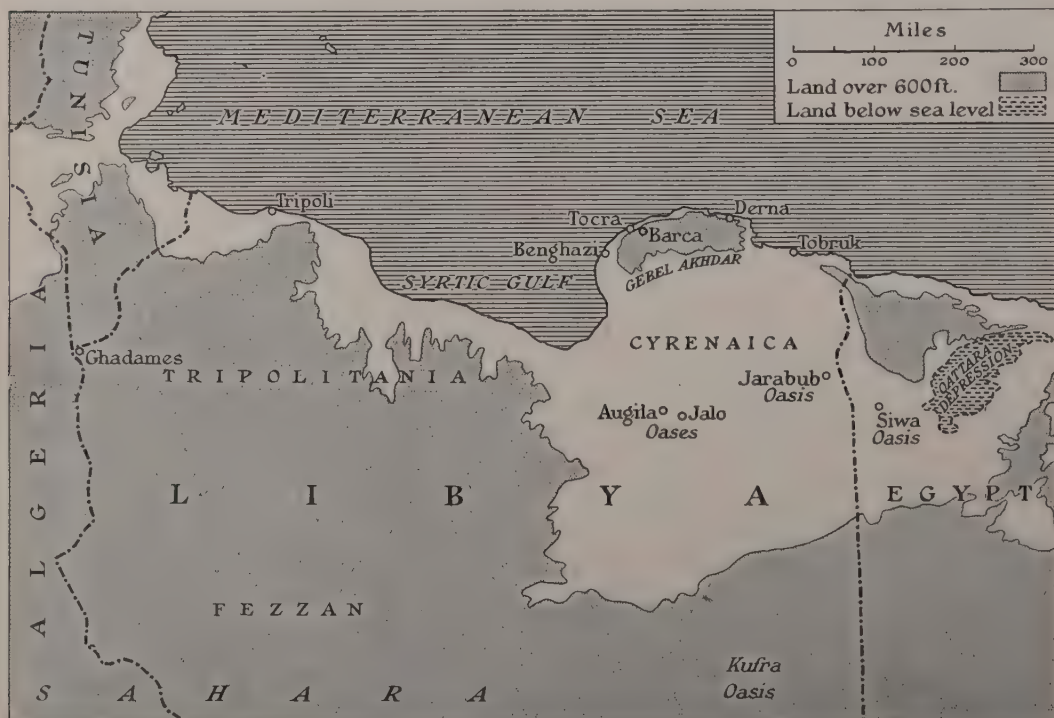 Miles
0 100 200 300
Land over 600ft.
Land below sea level
TUNISIA
MEDITERRANEAN SEA
Tripoli
Tocra
Barca
Derna
Benghazi
Tobruk
GEBEL AKHDAR
SYRTIC GULF
CYRENAICA
Ghadames
TRIPOLITANIA
Jarabub
Oasis
QATTARA
DEPRESSION
Augila
Jalo
Oases
Siwa
Oasis
ALGERIA
LIBYA
EGYPT
FEZZAN
Kufra
Oasis
SAHARA